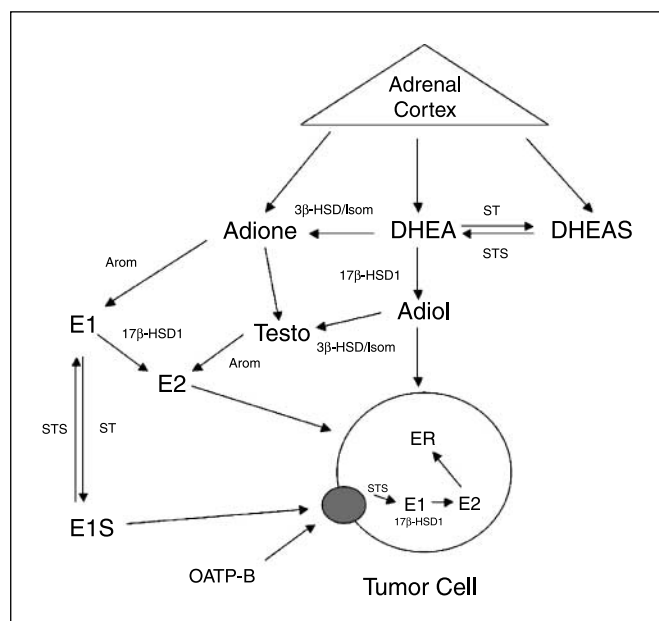 Adrenal
Cortex
3β-HSD/Isom
ST
Adione
DHEA
DHEAS
STS
Arom
17β-HSD1
E1
17β-HSD1
Testo
Adiol
Arom
3β-HSD/Isom
E2
STS
ST
ER
STS
E1
E2
17β-HSD1
E1S
OATP-B
Tumor Cell